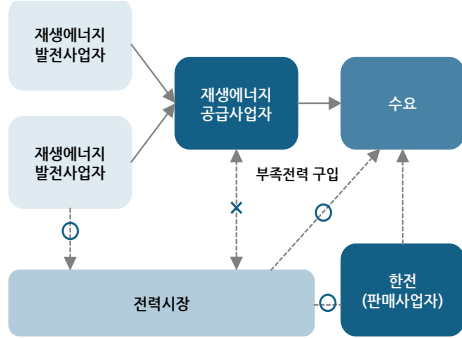 재생에너지
발전사업자
재생에너지
공급사업자
수요
재생에너지
발전사업자
부족전력 구입
전력시장
한전
(판매사업자)